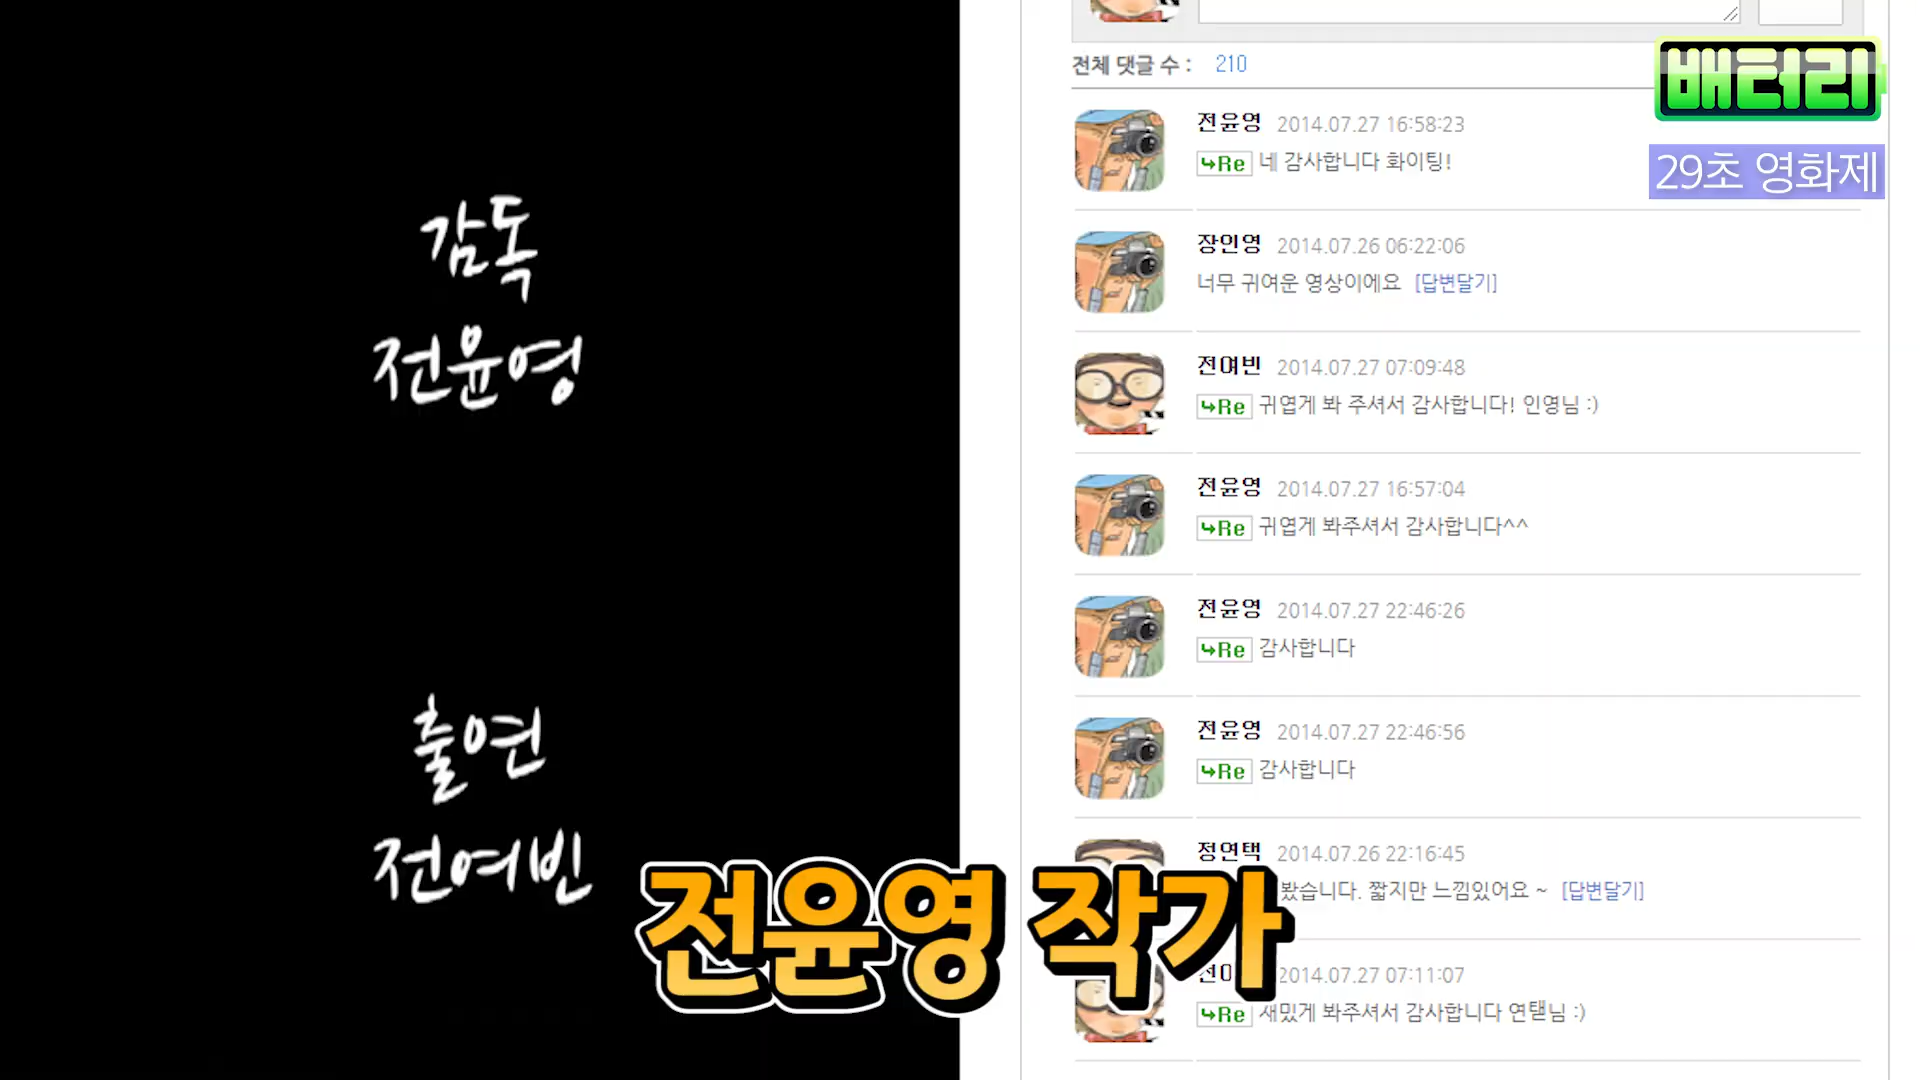 감독
전윤영
출연
전여빈
전체 댓글 수 : 210
배터리
29초 영화제
전윤영 2014.07.27 16:58:23
Re 네 감사합니다 화이팅!
장인영 2014.07.26 06:22:06
너무 귀여운 영상이에요 [답변달기]
전여빈 2014.07.27 07:09:48
Re 귀엽게 봐 주셔서 감사합니다! 인영님 :)
전윤영 2014.07.27 16:57:04
Re 귀엽게 봐주셔서 감사합니다^^
전윤영 2014.07.27 22:46:26
Re 감사합니다
전윤영 2014.07.27 22:46:56
Re 감사합니다
정연택 2014.07.26 22:16:45
봤습니다. 짧지만 느낌있어요 ~ [답변달기]
2014.07.27 07:11:07
Re 재밌게 봐주셔서 감사합니다 연탤님 :)
전윤영 작가